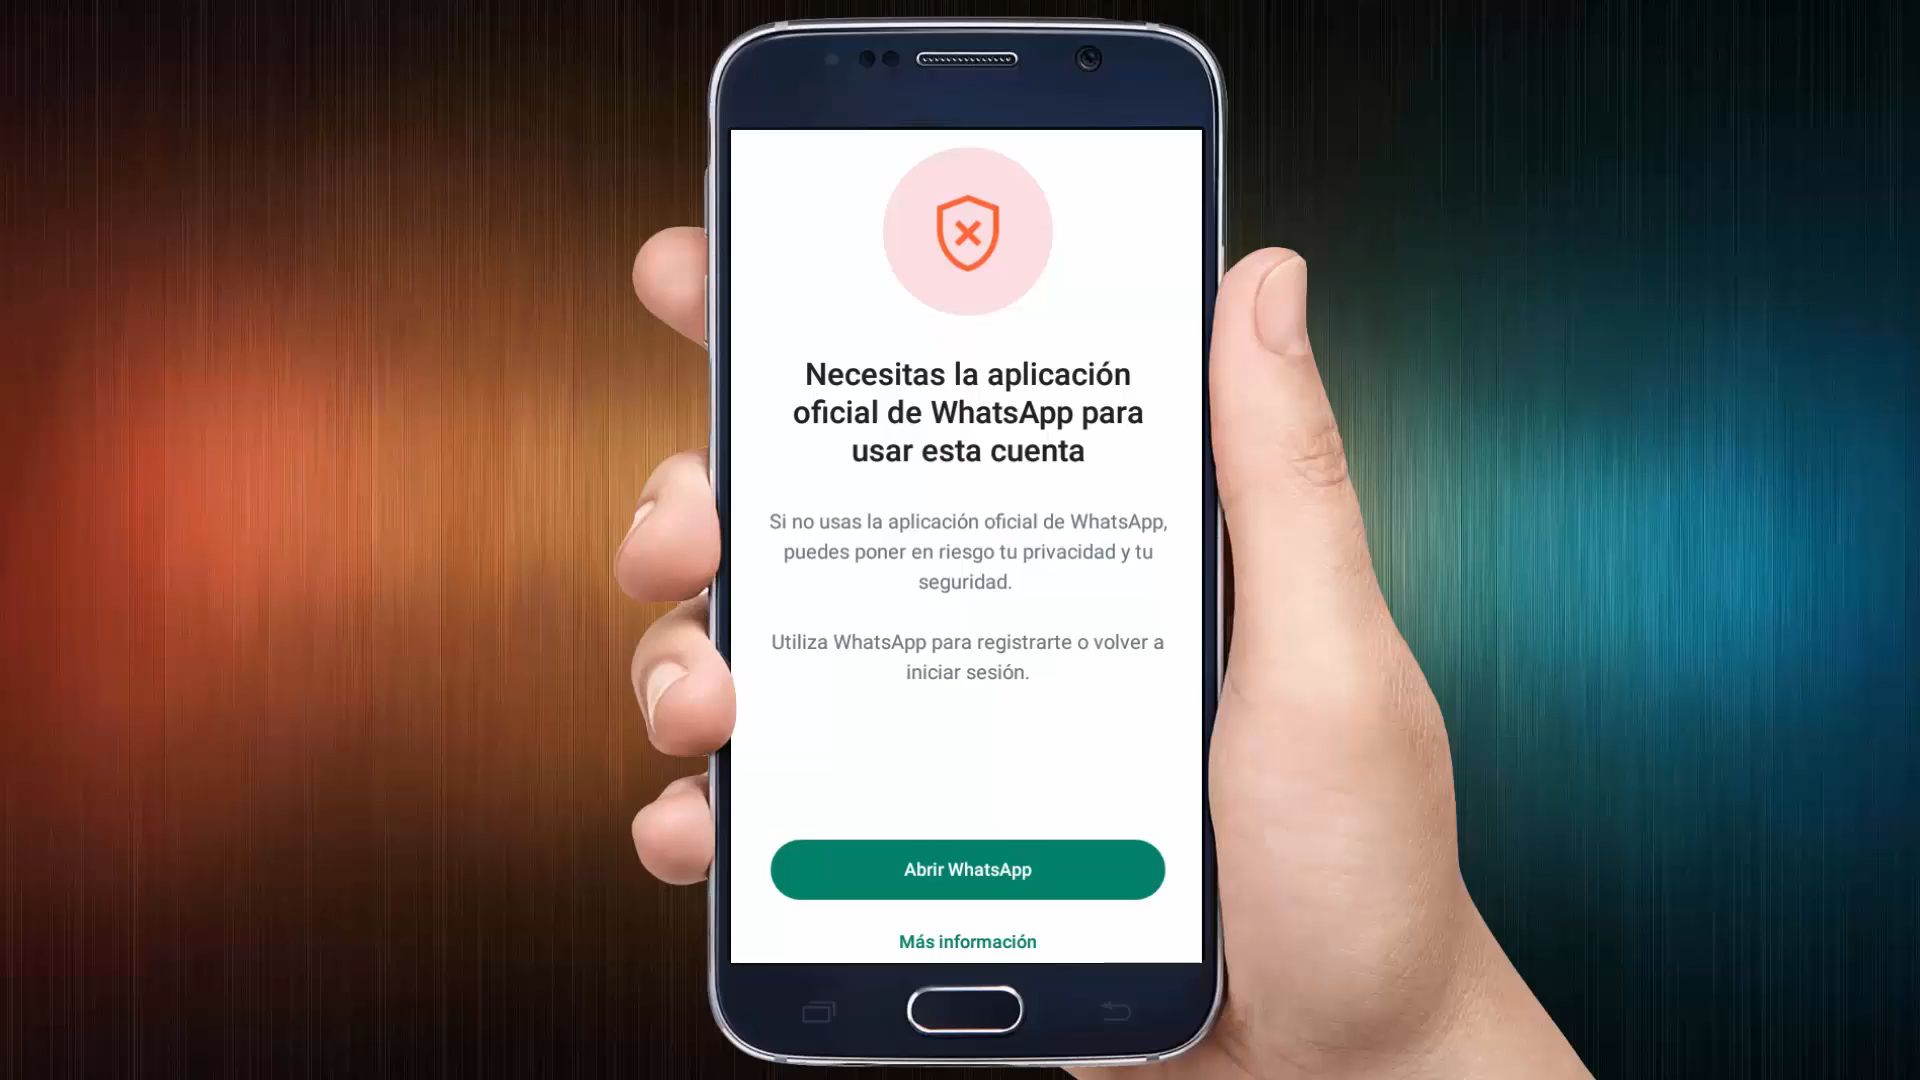 Necesitas la aplicación
oficial de WhatsApp para
usar esta cuenta
Si no usas la aplicación oficial de WhatsApp,
puedes poner en riesgo tu privacidad y tu
seguridad.
Utiliza WhatsApp para registrarte o volver a
iniciar sesión.
Abrir WhatsApp
Más información